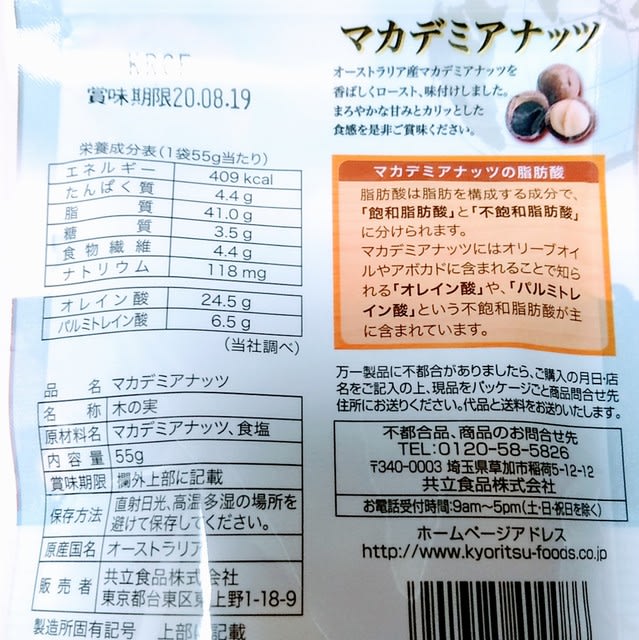 賞味期限20.08.19
栄養成分表(1袋55g当たり)
エネルギー 409 kcal
たんぱく質 4.4 g
脂質 41.0 g
糖質 3.5 g
食物繊維 4.4 g
ナトリウム 118 mg
オレイン酸 24.5 g
パルミトレイン酸 6.5 g
(当社調べ)
品名 マカデミアナッツ
名称 木の実
原材料名 マカデミアナッツ、食塩
内容量 55g
賞味期限 欄外上部に記載
保存方法 直射日光、高温多湿の場所を
避けて保存してください。
原産国名 オーストラリア
販売者 共立食品株式会社
東京都台東区東上野1-18-9
製造所固有記号 上部に記載
マカデミアナッツ
オーストラリア産マカデミアナッツを
香ばしくロースト、味付けしました。
まろやかな甘みとカリッとした
食感を是非ご賞味ください。
マカデミアナッツの脂肪酸
脂肪酸は脂肪を構成する成分で、
「飽和脂肪酸」と「不飽和脂肪酸」
に分けられます。
マカデミアナッツにはオリーブオイ
ルやアボカドに含まれることで知ら
れる「オレイン酸」や、「パルミトレ
イン酸」という不飽和脂肪酸が主
に含まれています。
万一製品に不都合がありましたら、ご購入の月日・店
名をご記入の上、現品をパッケージごと商品問合せ先
住所にお送りください。代品と送料をお送りいたします。
不都合品、商品のお問合せ先
TEL:0120-58-5826
〒340-0003 埼玉県草加市稲荷5-12-12
共立食品株式会社
お電話受付時間:9am～5pm(土・日・祝日を除く)
ホームページアドレス
http://www.kyoritsu-foods.co.jp